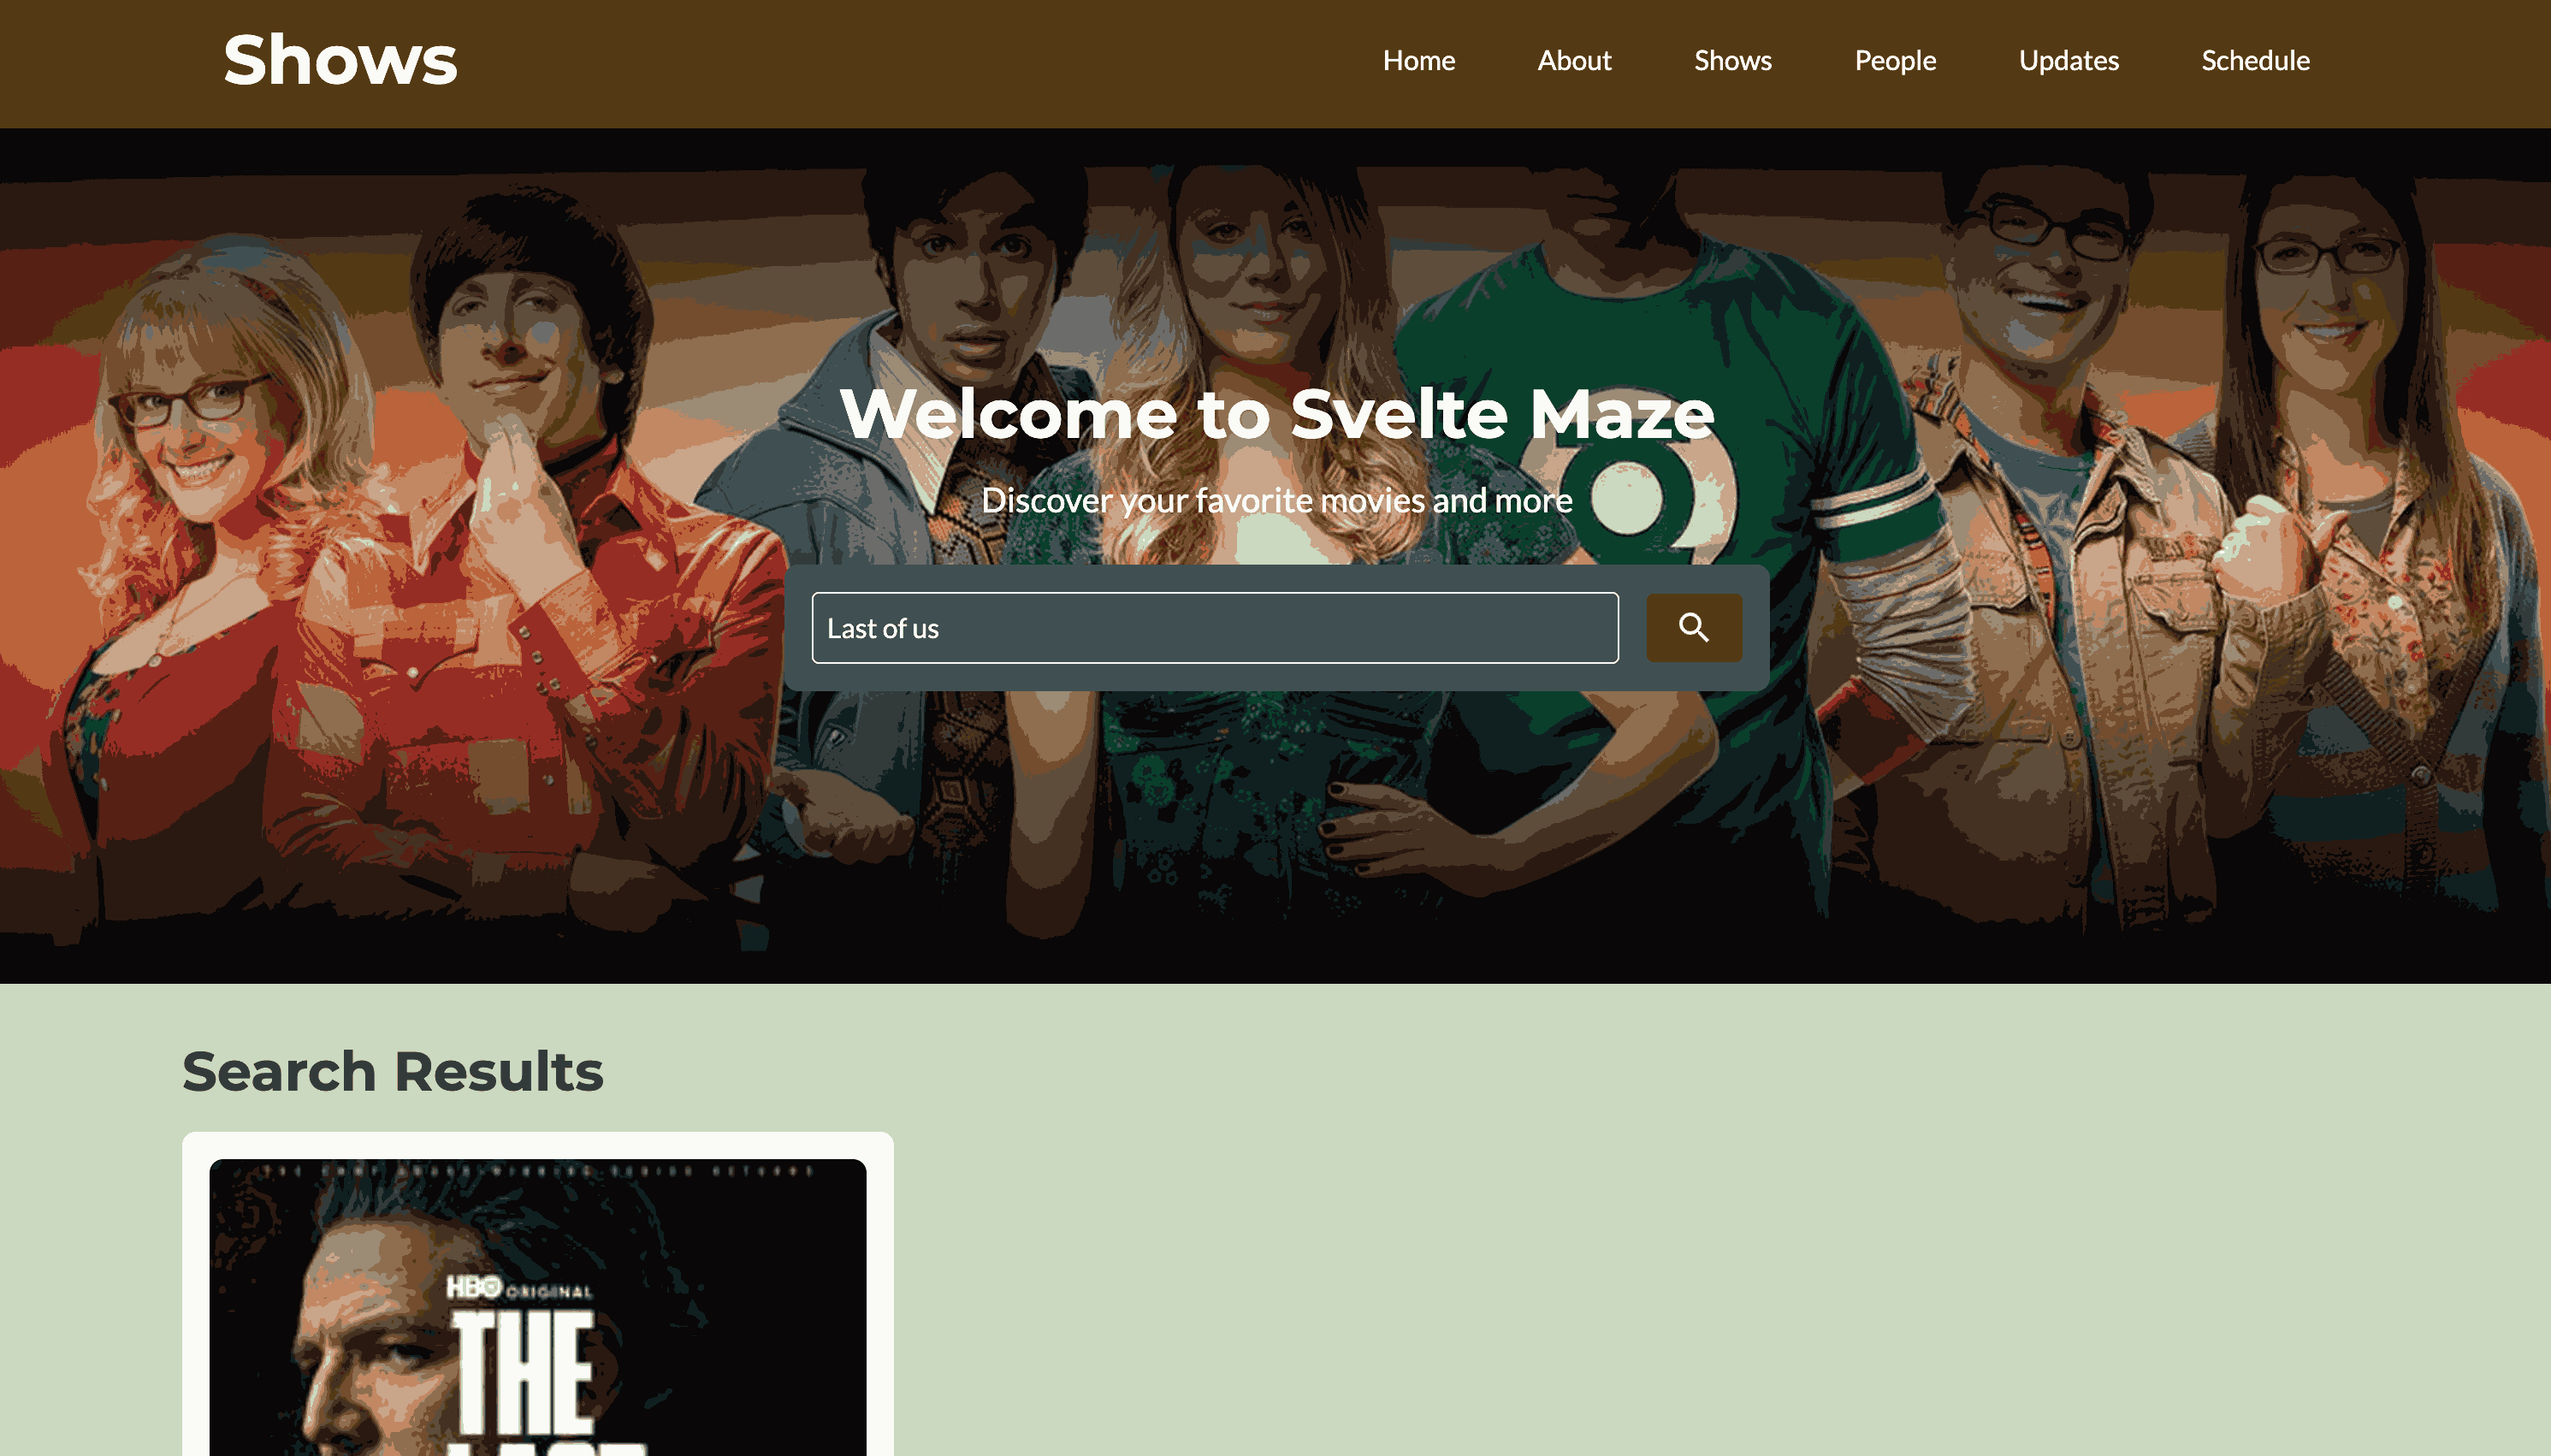 Shows
Home About Shows People Updates Schedule
Welcome to Svelte Maze
Discover your favorite movies and more
Last of us
Search Results
HBO ORIGINAL
THE
LAST